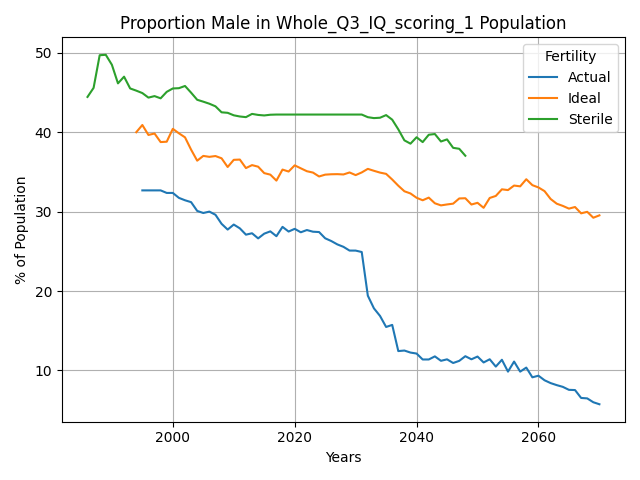 Proportion Male in Whole_Q3_IQ_scoring_1 Population
% of Population
50
40
30
20
10
Fertility
Actual
Ideal
Sterile
2000
2020
2040
2060
Years